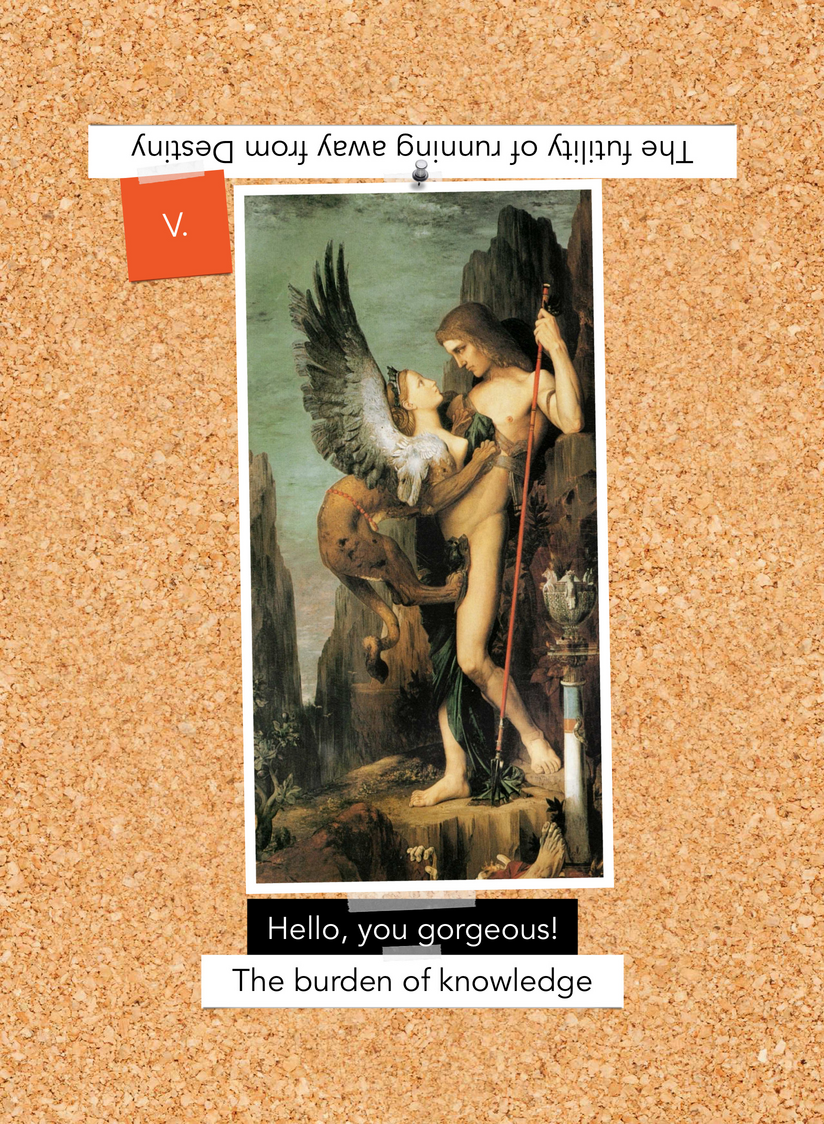 The futility of running away from Destiny
V.
Hello, you gorgeous!
The burden of knowledge